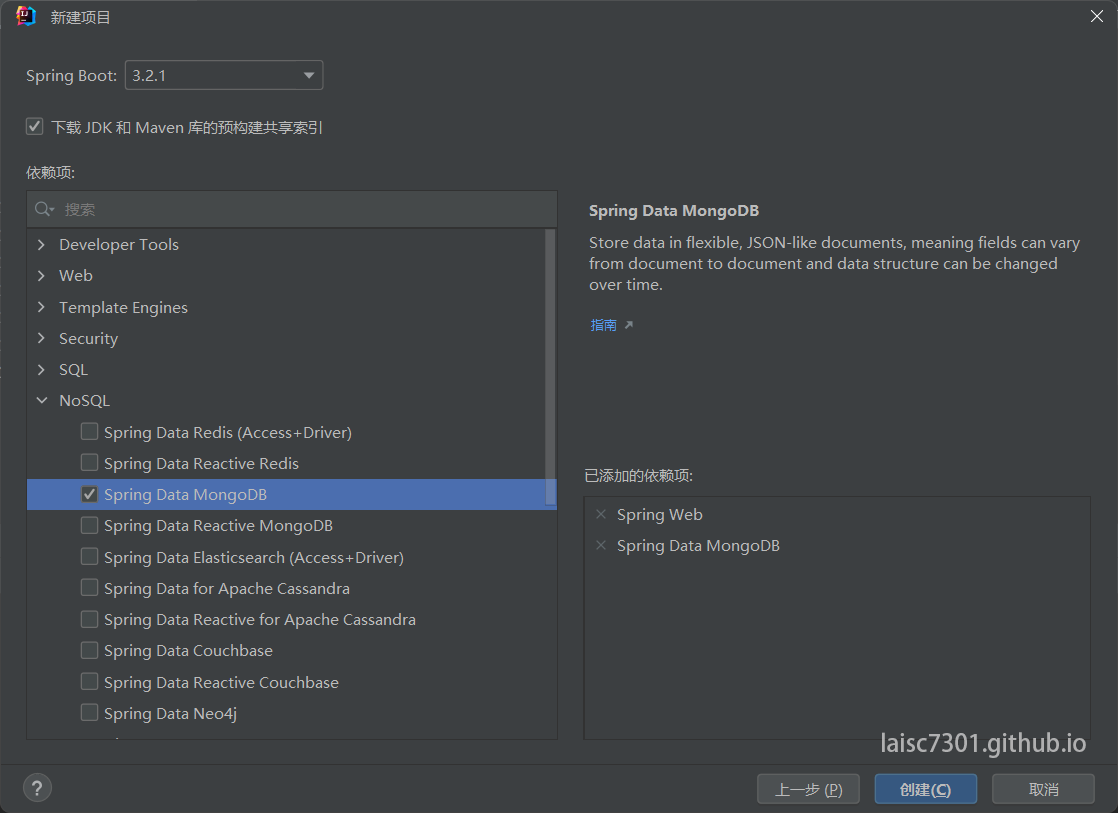 新建项目
Spring Boot: 3.2.1
下载 JDK 和 Maven 库的预构建共享索引
依赖项:
搜索
Developer Tools
Web
Template Engines
Security
SQL
NoSQL
Spring Data Redis (Access+Driver)
Spring Data Reactive Redis
Spring Data MongoDB
Spring Data Reactive MongoDB
Spring Data Elasticsearch (Access+Driver)
Spring Data for Apache Cassandra
Spring Data Reactive for Apache Cassandra
Spring Data Couchbase
Spring Data Reactive Couchbase
Spring Data Neo4j
Spring Data MongoDB
Store data in flexible, JSON-like documents, meaning fields can vary
from document to document and data structure can be changed
over time.
指南
已添加的依赖项:
Spring Web
Spring Data MongoDB
laisc7301.github.io
?
上一步 (P)
创建(C)
取消